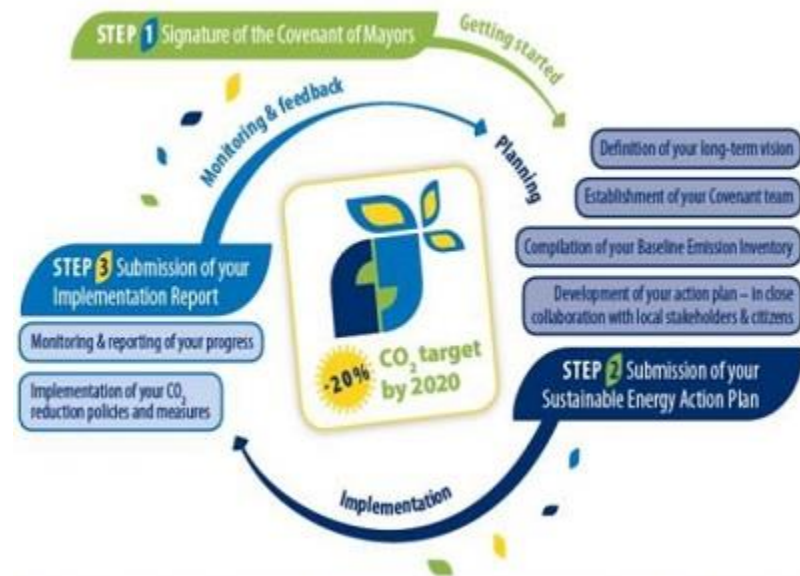 STEP 1 Signature of the Covenant of Mayors
Getting started
Monitoring & feedback
Planning
Definition of your long-term vision
Establishment of your Covenant team
Compilation of your Baseline Emission Inventory
Development of your action plan – in close
collaboration with local stakeholders & citizens
STEP 2 Submission of your
Sustainable Energy Action Plan
Implementation
STEP 3 Submission of your
Implementation Report
Monitoring & reporting of your progress
Implementation of your CO₂
reduction policies and measures
-20% CO₂ target
by 2020